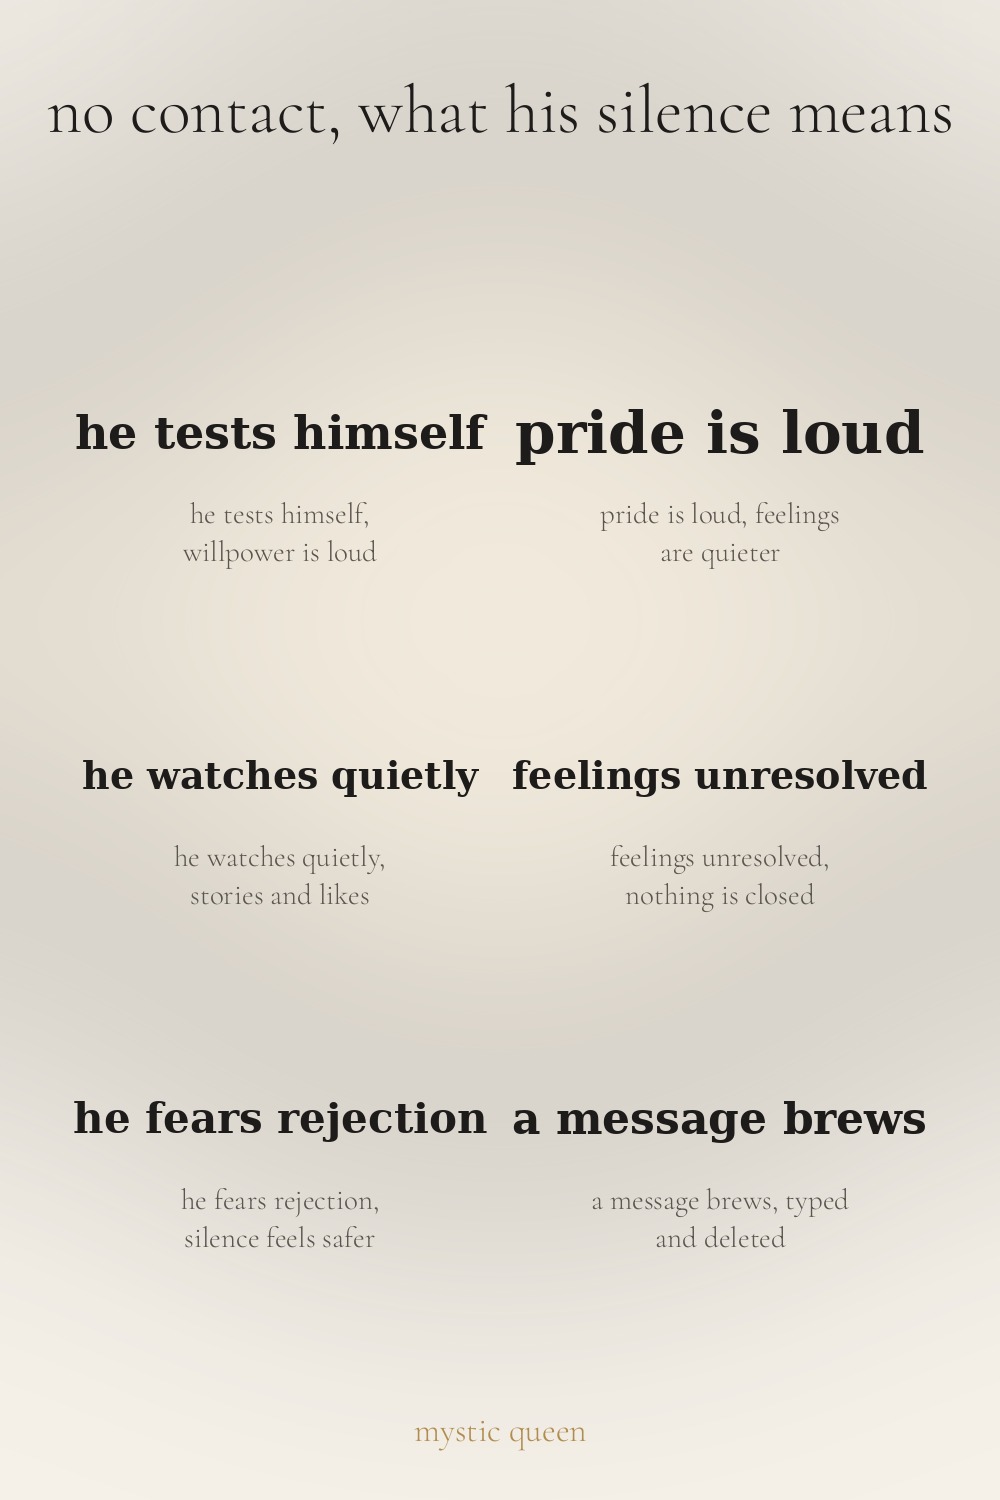 no contact, what his silence means
he tests himself
he tests himself,
willpower is loud
pride is loud
pride is loud, feelings
are quieter
he watches quietly
he watches quietly,
stories and likes
feelings unresolved
feelings unresolved,
nothing is closed
he fears rejection
he fears rejection,
silence feels safer
a message brews
a message brews, typed
and deleted
mystic queen